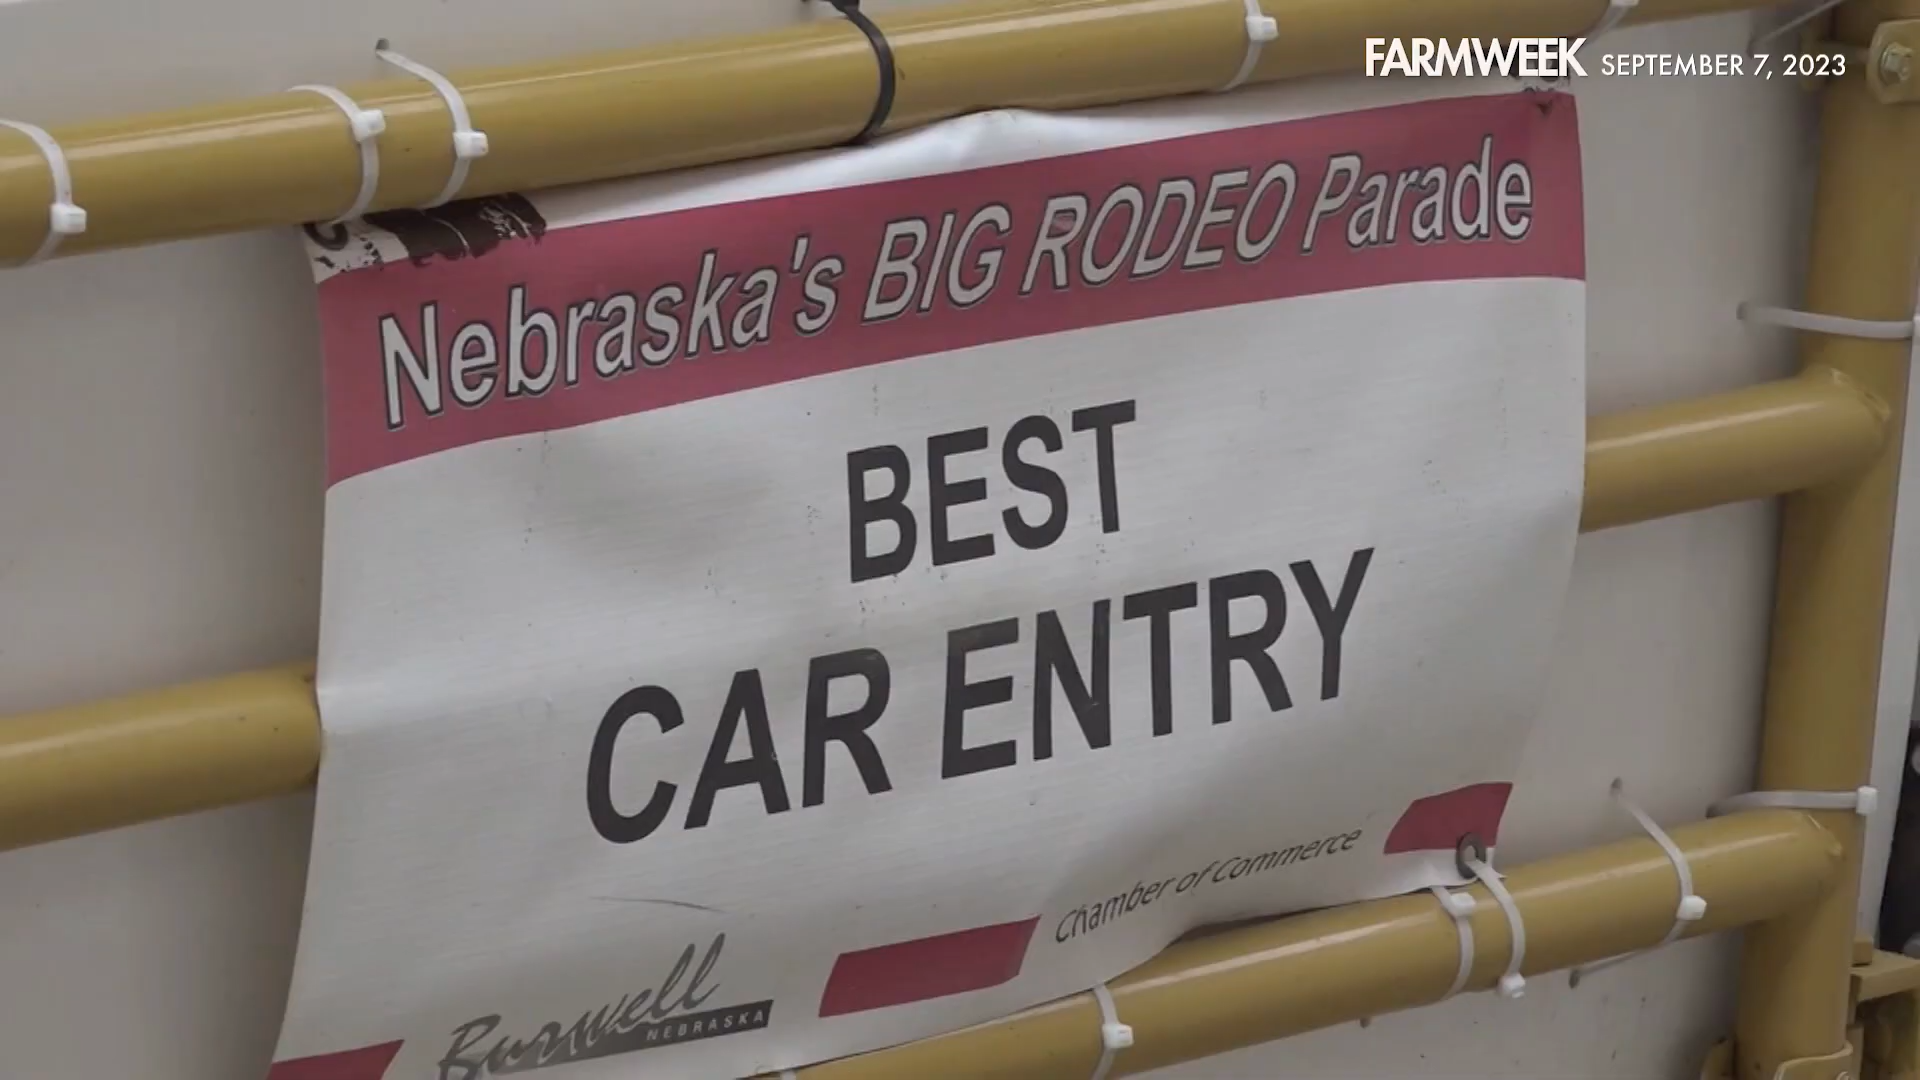 FARMWEEK SEPTEMBER 7, 2023
Nebraska's BIG RODEO Parade
BEST
CAR ENTRY
Chamber of Commerce
Burwell
NEBRASKA